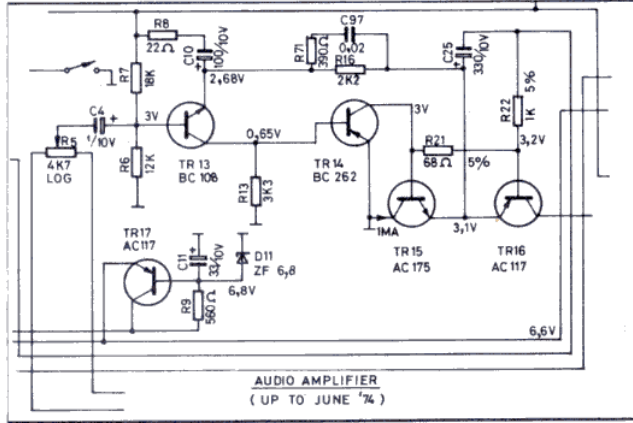 R8
22Ω
C10
100/10V
R7
18K
2,68V
R71
390Ω
C97
0.02
R16
2K2
C25
330/10V
5%
R22
1K
C4
1/10V
3V
R5
4K7
LOG
R6
12K
TR 13
BC 108
0,65V
R13
3K3
TR14
BC 262
3V
R21
68Ω 5%
3,2V
1MA
TR15
AC 175
3,1V
TR16
AC 117
TR17
AC117
C11
33/10V
D11
ZF 6,8
6,8V
R9
560Ω
6,6V
AUDIO AMPLIFIER
( UP TO JUNE '74 )